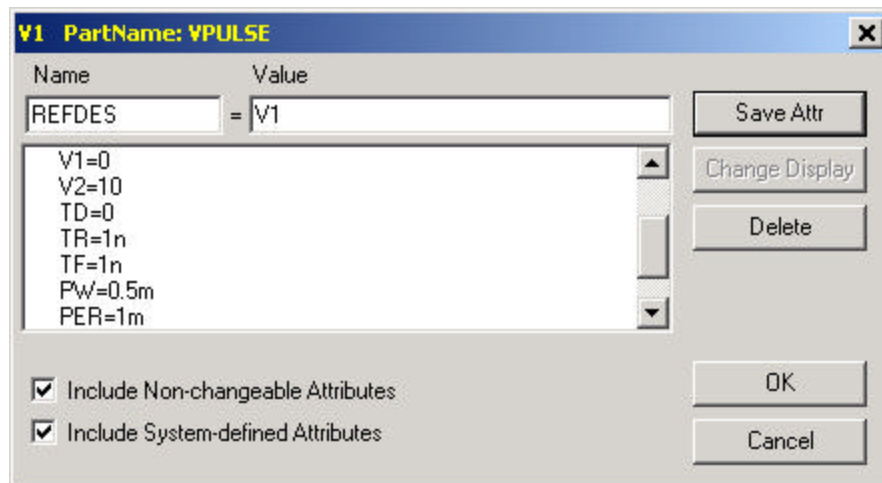 V1 PartName: VPULSE
Name Value
REFDES = V1
Save Attr
V1=0
V2=10
TD=0
TR=1n
TF=1n
PW=0.5m
PER=1m
Change Display
Delete
Include Non-changeable Attributes
Include System-defined Attributes
OK
Cancel